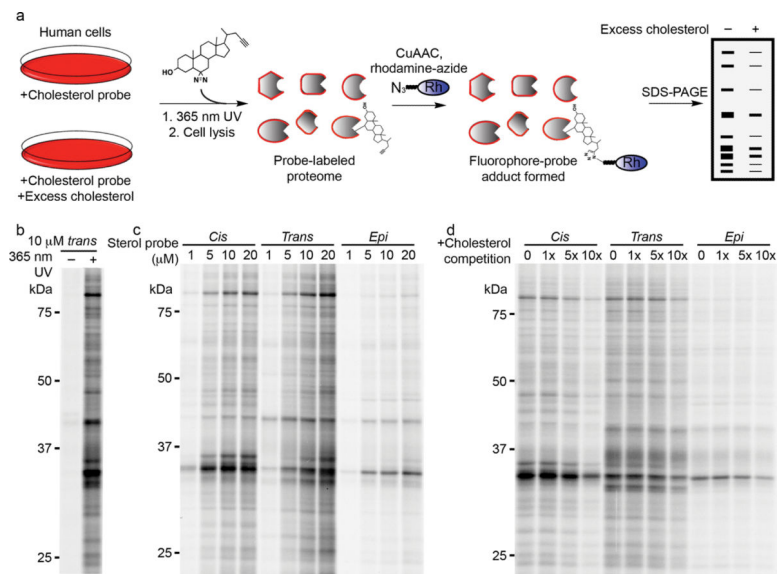 a
Human cells
+Cholesterol probe
+Cholesterol probe
+Excess cholesterol
HO
N=N
1. 365 nm UV
2. Cell lysis
Probe-labeled
proteome
CuAAC,
rhodamine-azide
N3 Rh
Fluorophore-probe
adduct formed
Rh
SDS-PAGE
Excess cholesterol
– +
b
10 µM trans
365 nm
UV
– +
kDa
75
50
37
25
c
Sterol probe
(µM)
Cis Trans Epi
1 5 10 20 1 5 10 20 1 5 10 20
kDa
75
50
37
25
d
+Cholesterol
competition
Cis Trans Epi
0 1x 5x 10x 0 1x 5x 10x 0 1x 5x 10x
kDa
75
50
37
25